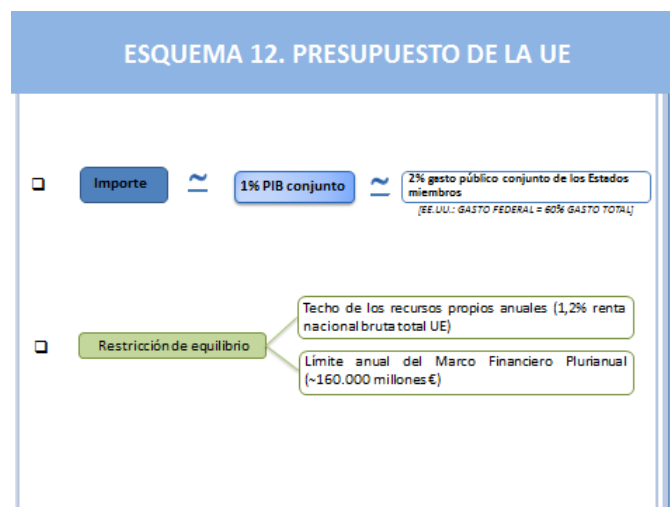 ESQUEMA 12. PRESUPUESTO DE LA UE
Importe
≃
1% PIB conjunto
≃
2% gasto público conjunto de los Estados
miembros
[EE.UU.: GASTO FEDERAL = 60% GASTO TOTAL]
Restricción de equilibrio
Techo de los recursos propios anuales (1,2% renta
nacional bruta total UE)
Límite anual del Marco Financiero Plurianual
(~160.000 millones €)